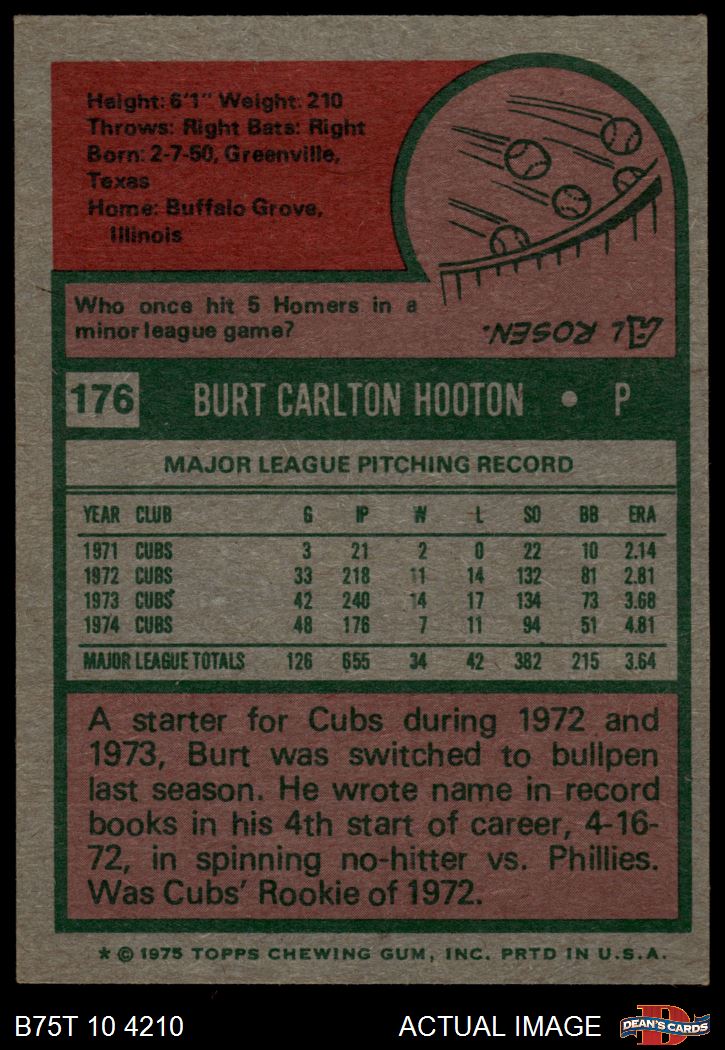 Height: 6'1" Weight: 210
Throws: Right Bats: Right
Born: 2-7-50, Greenville,
Texas
Home: Buffalo Grove,
Illinois
Who once hit 5 Homers in a
minor league game?
AL ROSEN.
176 BURT CARLTON HOOTON • P
MAJOR LEAGUE PITCHING RECORD
YEAR CLUB G IP W L SO BB ERA
1971 CUBS 3 21 2 0 22 10 2.14
1972 CUBS 33 218 11 14 132 81 2.81
1973 CUBS 42 240 14 17 134 73 3.68
1974 CUBS 48 176 7 11 94 51 4.81
MAJOR LEAGUE TOTALS 126 655 34 42 382 215 3.64
A starter for Cubs during 1972 and
1973, Burt was switched to bullpen
last season. He wrote name in record
books in his 4th start of career, 4-16-
72, in spinning no-hitter vs. Phillies.
Was Cubs' Rookie of 1972.
* © 1975 TOPPS CHEWING GUM, INC. PRTD IN U.S.A.
B75T 10 4210 ACTUAL IMAGE DEAN'S CARDS